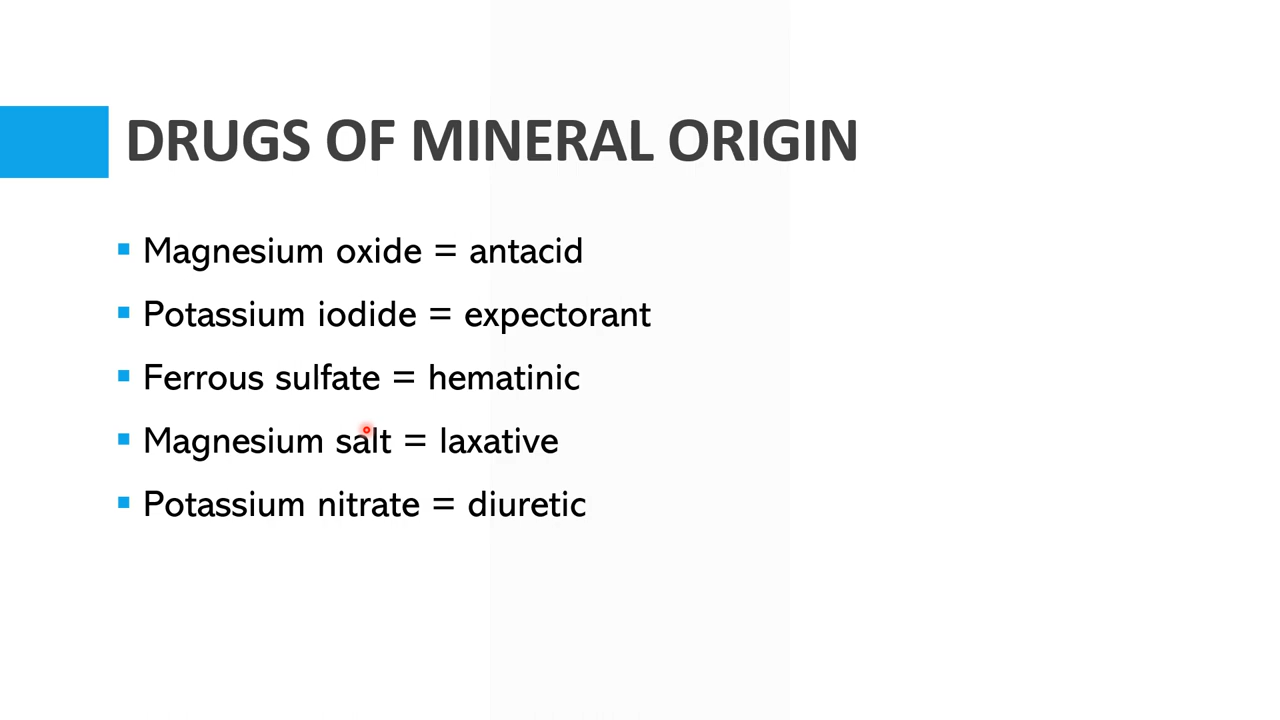 DRUGS OF MINERAL ORIGIN
Magnesium oxide = antacid
Potassium iodide = expectorant
Ferrous sulfate = hematinic
Magnesium salt = laxative
Potassium nitrate = diuretic